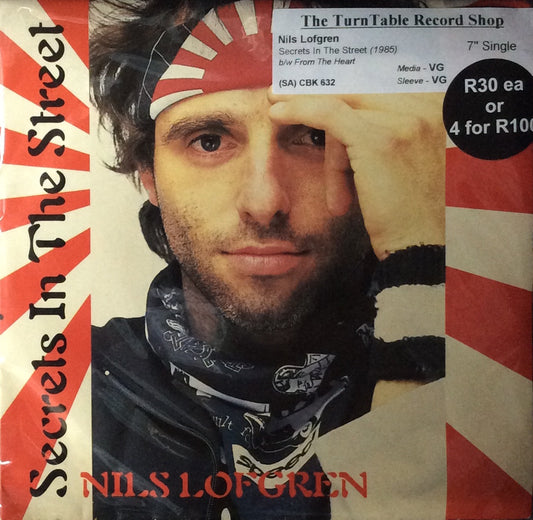 The TurnTable Record Shop
Nils Lofgren
Secrets In The Street (1985)
7" Single
b/w From The Heart
Media - VG
(SA) CBK 632
Sleeve - VG
R30 ea
or
4 for R100
Secrets In The Street
NILS LOFGREN